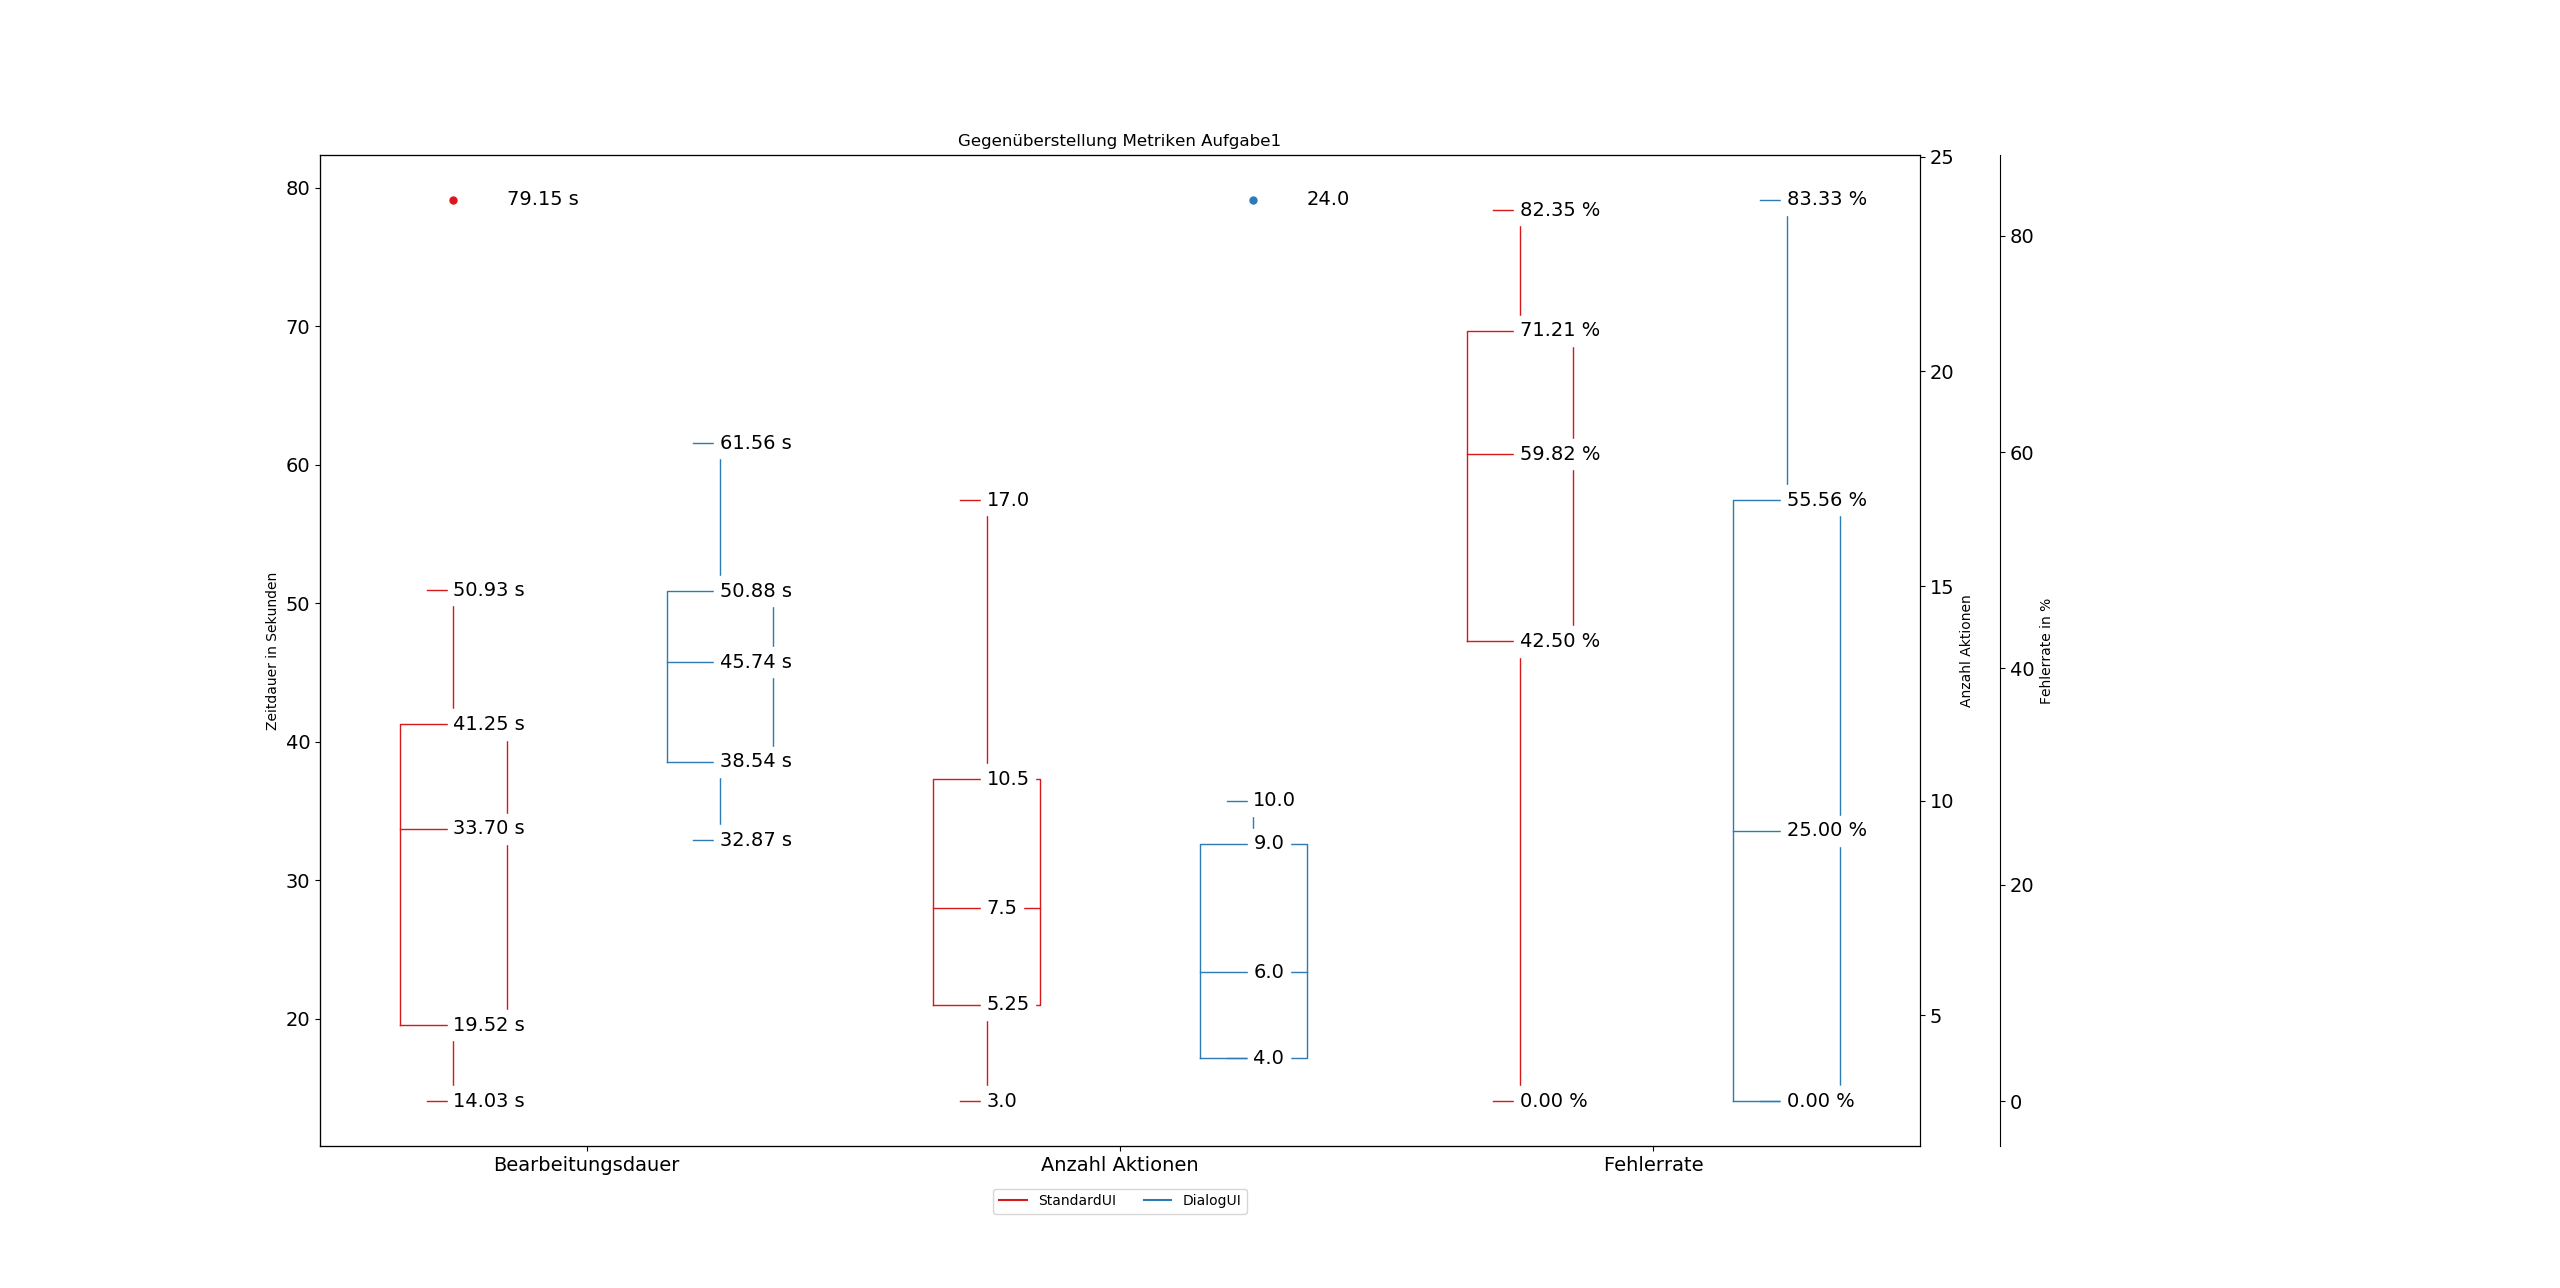 Gegenüberstellung Metriken Aufgabe1
Zeitdauer in Sekunden
80
70
60
50
40
30
20
79.15 s
50.93 s
41.25 s
33.70 s
19.52 s
14.03 s
61.56 s
50.88 s
45.74 s
38.54 s
32.87 s
17.0
10.5
7.5
5.25
3.0
24.0
10.0
9.0
6.0
4.0
82.35 %
71.21 %
59.82 %
42.50 %
0.00 %
83.33 %
55.56 %
25.00 %
0.00 %
25
20
15
10
5
Anzahl Aktionen
80
60
40
20
0
Fehlerrate in %
Bearbeitungsdauer
Anzahl Aktionen
Fehlerrate
StandardUI
DialogUI